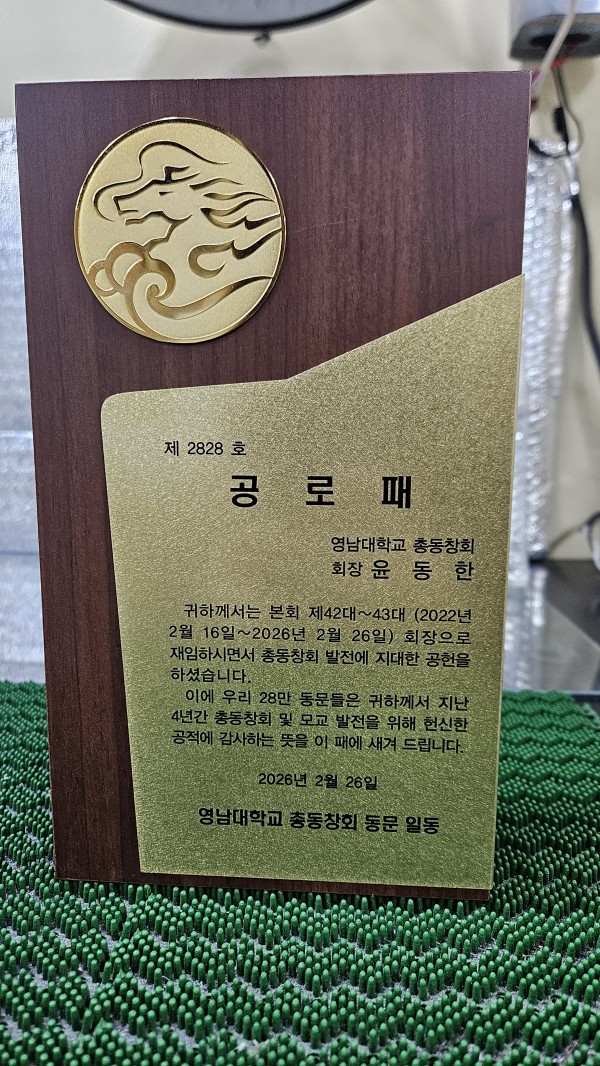 제 2828 호
공 로 패
영남대학교 총동창회
회장 윤 동 한
귀하께서는 본회 제42대~43대 (2022년
2월 16일~2026년 2월 26일) 회장으로
재임하시면서 총동창회 발전에 지대한 공헌을
하셨습니다.
이에 우리 28만 동문들은 귀하께서 지난
4년간 총동창회 및 모교 발전을 위해 헌신한
공적에 감사하는 뜻을 이 패에 새겨 드립니다.
2026년 2월 26일
영남대학교 총동창회 동문 일동